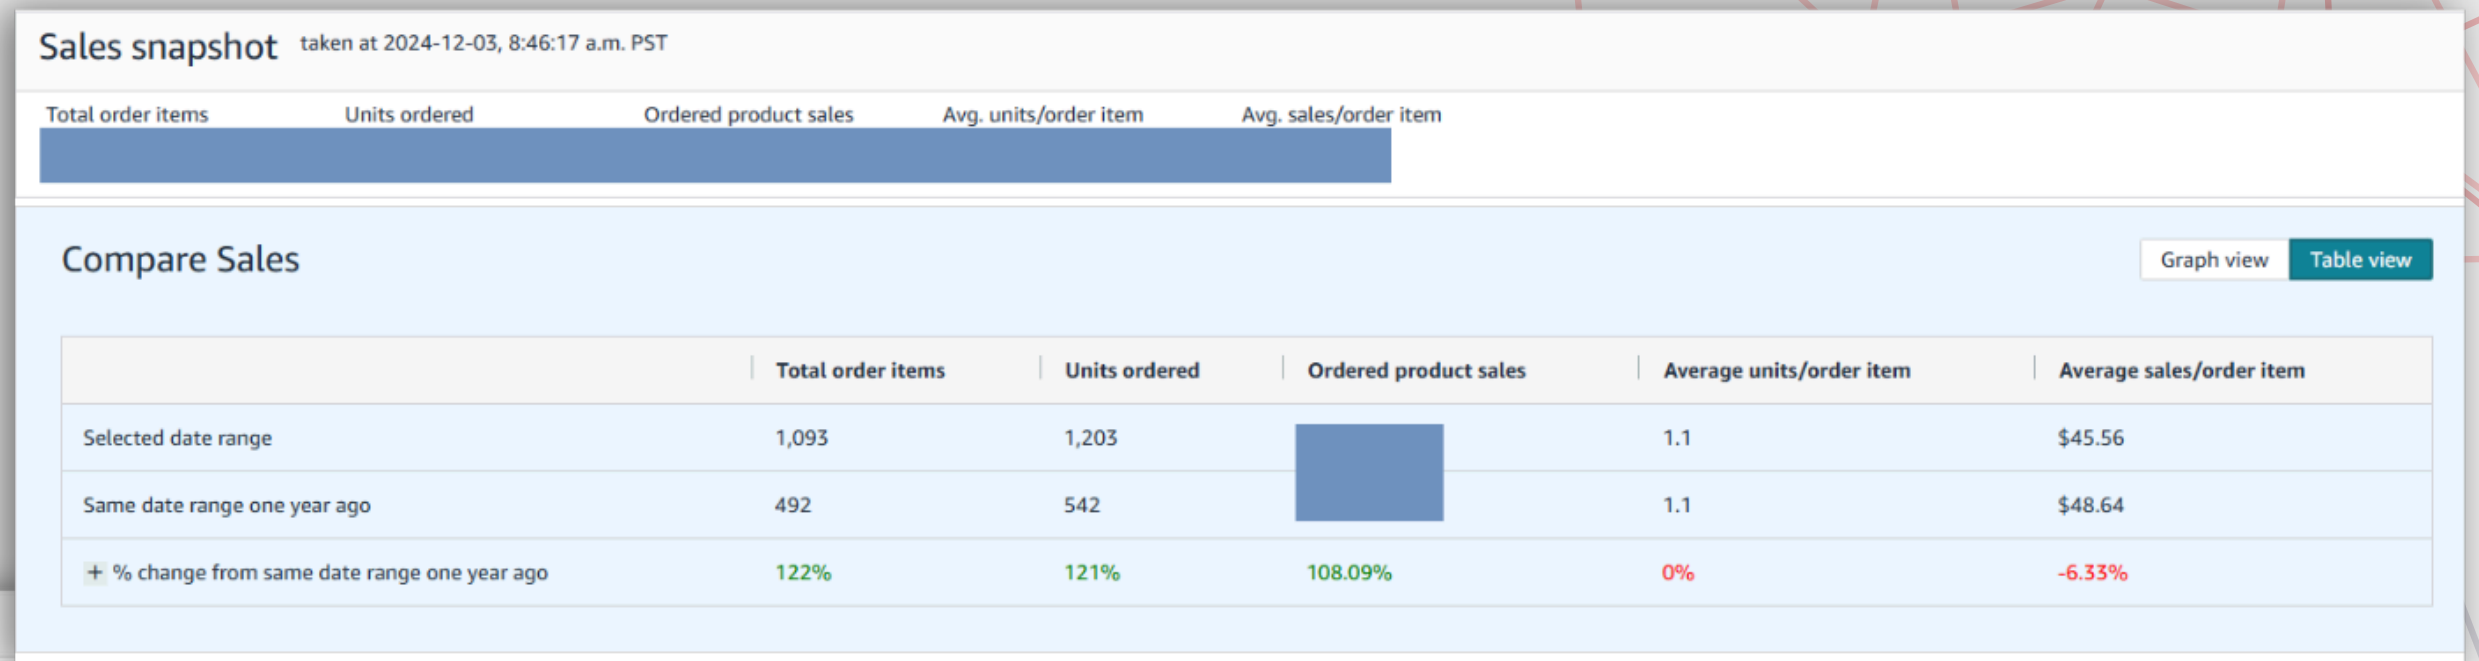 Sales snapshot taken at 2024-12-03, 8:46:17 a.m. PST
Total order items Units ordered Ordered product sales Avg. units/order item Avg. sales/order item
Compare Sales Graph view Table view
Total order items Units ordered Ordered product sales Average units/order item Average sales/order item
Selected date range 1,093 1,203 1.1 $45.56
Same date range one year ago 492 542 1.1 $48.64
+ % change from same date range one year ago 122% 121% 108.09% 0% -6.33%